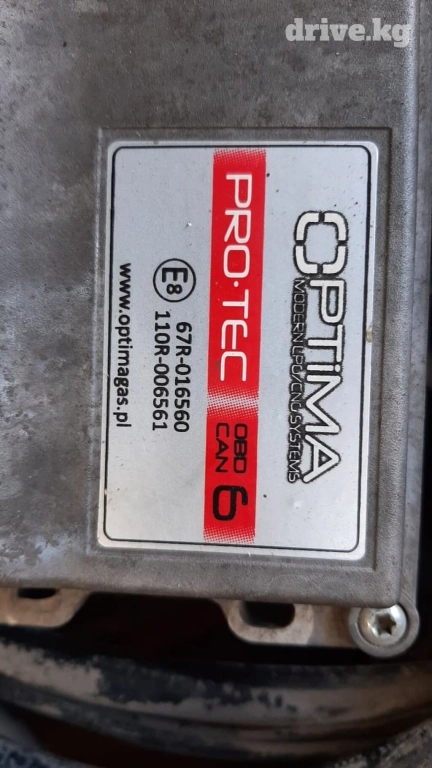 drive.kg
OPTiMA
MODERN LPG/CNG SYSTEMS
PRO·TEC
OBD
CAN
6
E8
67R-016560
110R-006561
www.optimagas.pl